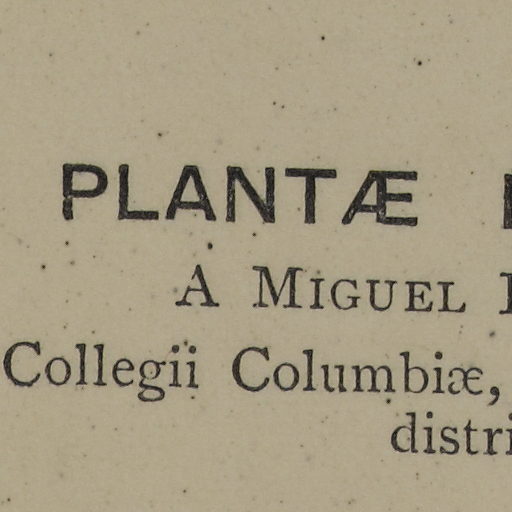 PLANTÆ
A MIGUEL
Collegii Columbiæ,
distri